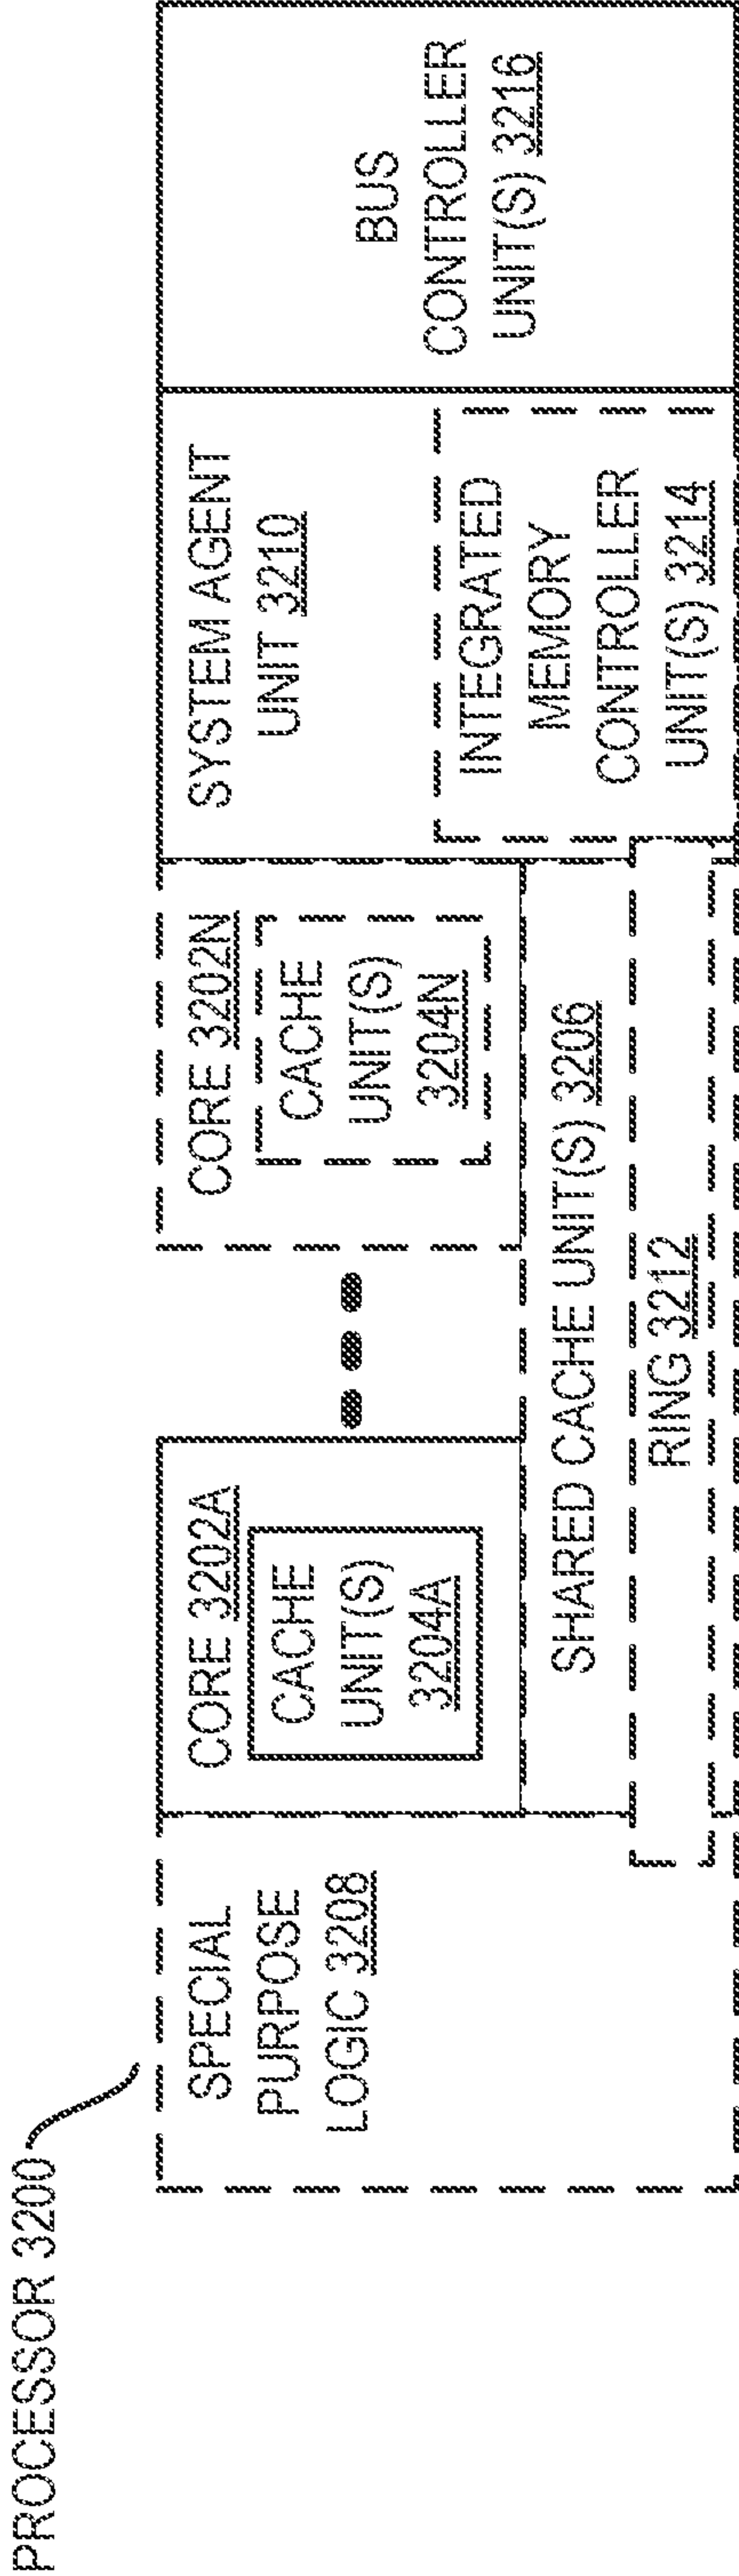 PROCESSOR 3200
SPECIAL
PURPOSE
LOGIC 3208
CORE 3202A
CACHE
UNIT(S)
3204A
CORE 3202N
CACHE
UNIT(S)
3204N
SHARED CACHE UNIT(S) 3206
RING 3212
SYSTEM AGENT
UNIT 3210
INTEGRATED
MEMORY
CONTROLLER
UNIT(S) 3214
BUS
CONTROLLER
UNIT(S) 3216